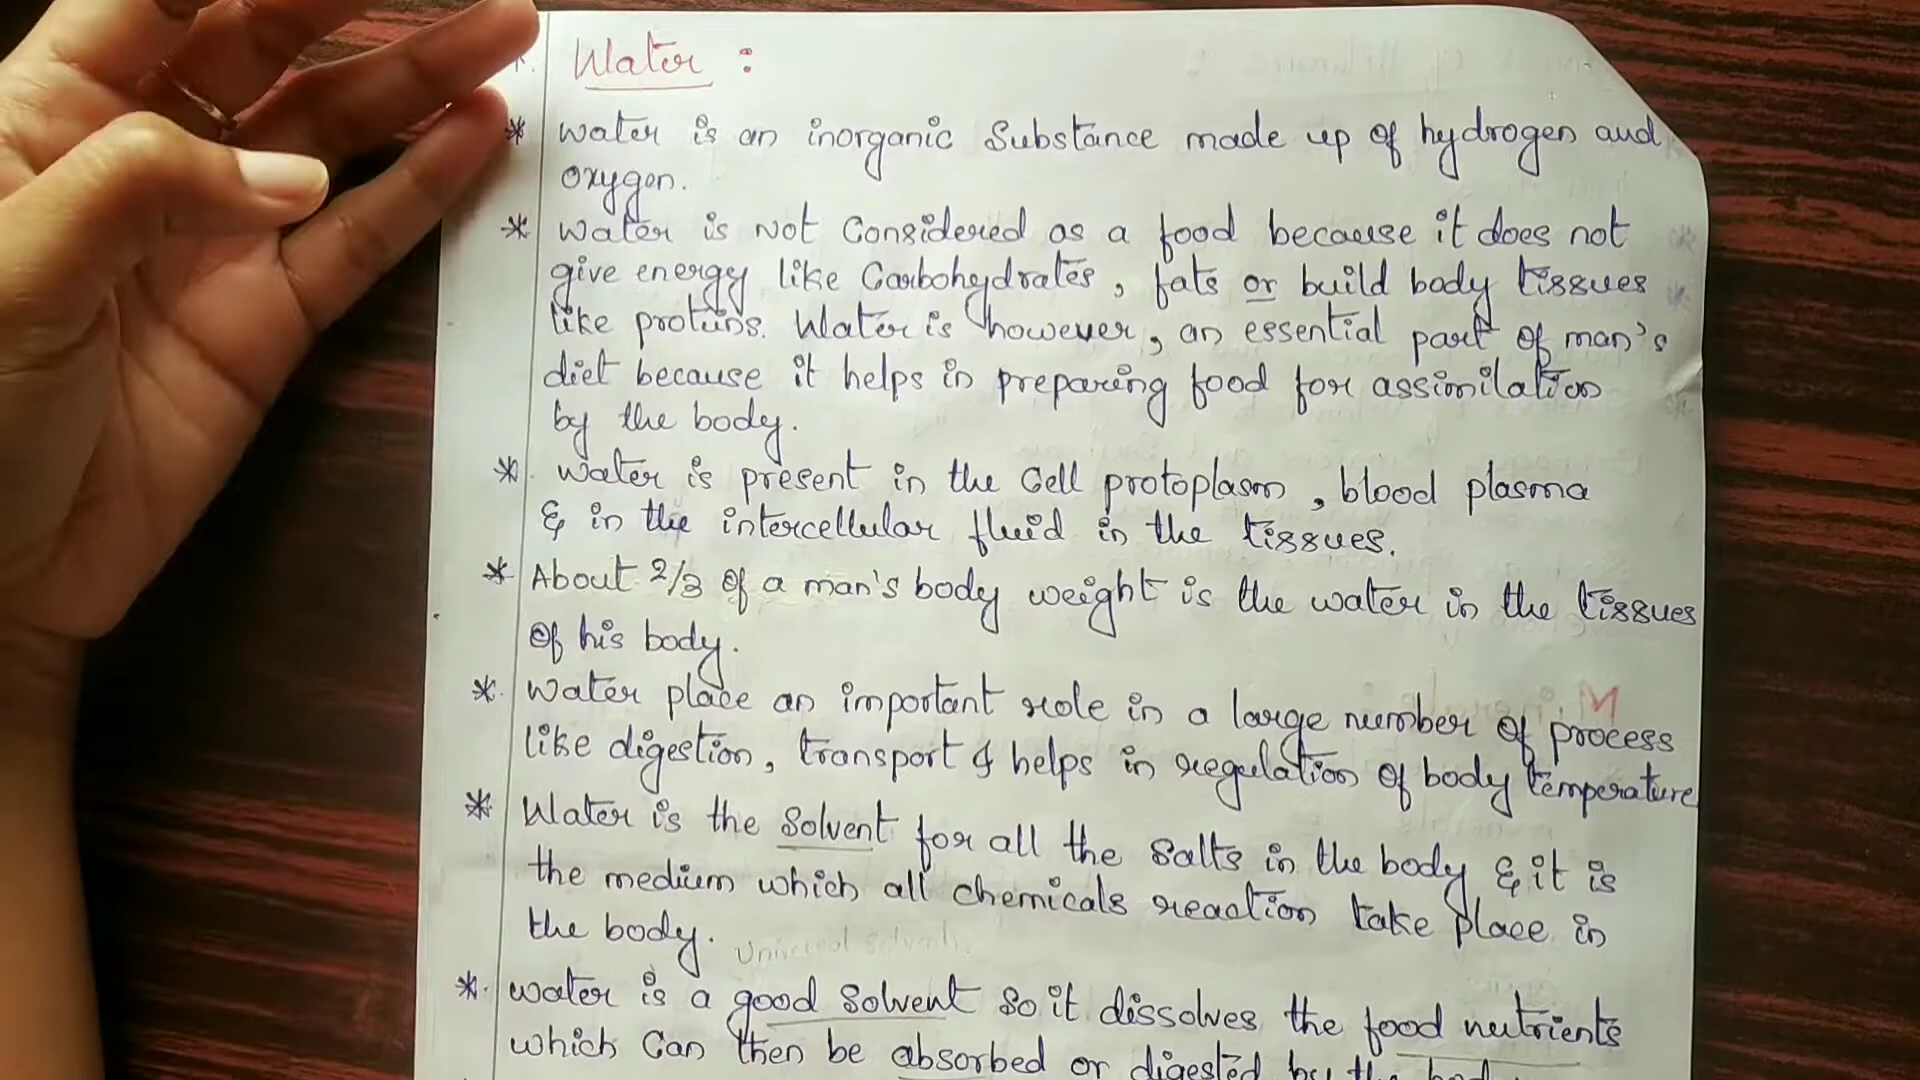 Water :
* water is an inorganic Substance made up of hydrogen and
oxygen.
* water is not Considered as a food because it does not
give energy like Carbohydrates, fats or build body tissues
like proteins. Water is however, an essential part of man's
diet because it helps in preparing food for assimilation
by the body.
* water is present in the Cell protoplasm, blood plasma
& in the intercellular fluid in the tissues.
* About 2/3 of a man's body weight is the water in the tissues
of his body.
* Water place an important role in a large number of process
like digestion, transport & helps in regulation of body temperature
* Water is the Solvent for all the Salts in the body & it is
the medium which all chemicals reaction take place in
the body. Universal solvent.
* water is a good Solvent So it dissolves the food nutrients
which Can then be absorbed or digested by the body